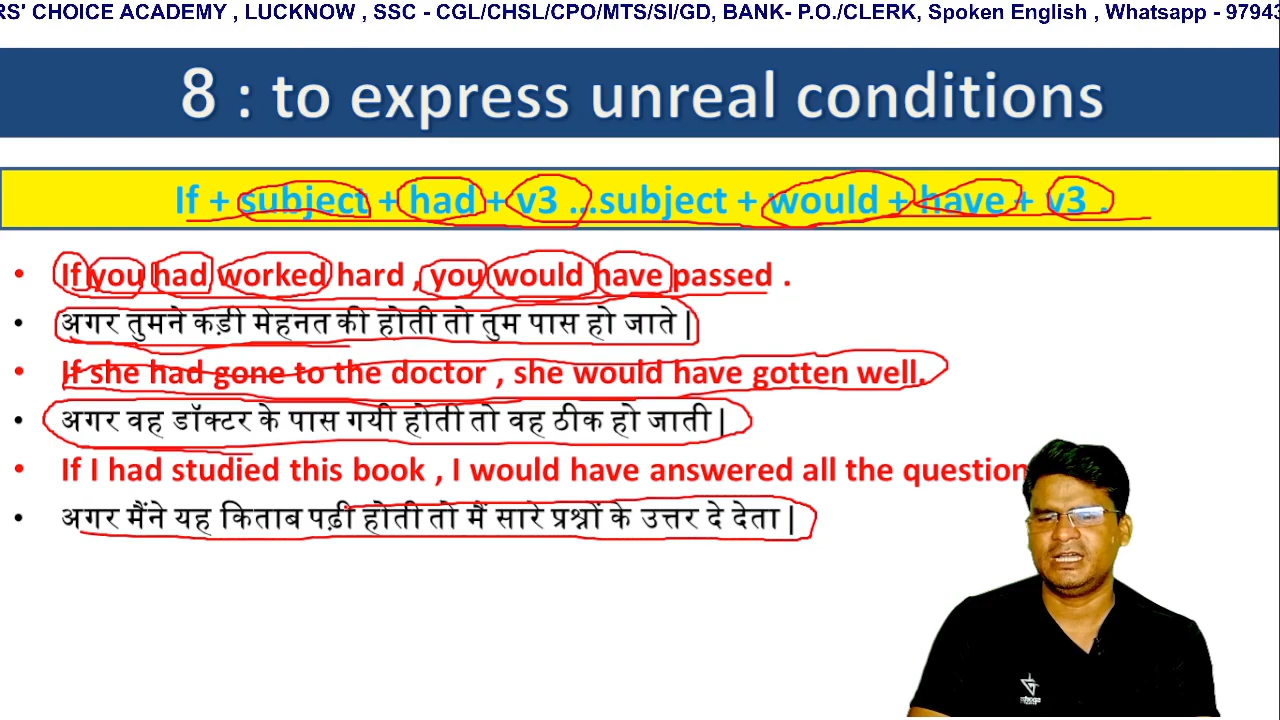 RS' CHOICE ACADEMY , LUCKNOW , SSC - CGL/CHSL/CPO/MTS/SI/GD, BANK- P.O./CLERK, Spoken English , Whatsapp - 97943
8 : to express unreal conditions
If + subject + had + v3 ...subject + would + have + v3 .
• If you had worked hard , you would have passed .
• अगर तुमने कड़ी मेहनत की होती तो तुम पास हो जाते |
• If she had gone to the doctor , she would have gotten well.
• अगर वह डॉक्टर के पास गयी होती तो वह ठीक हो जाती |
• If I had studied this book , I would have answered all the question
• अगर मैंने यह किताब पढ़ी होती तो मैं सारे प्रश्नों के उत्तर दे देता |